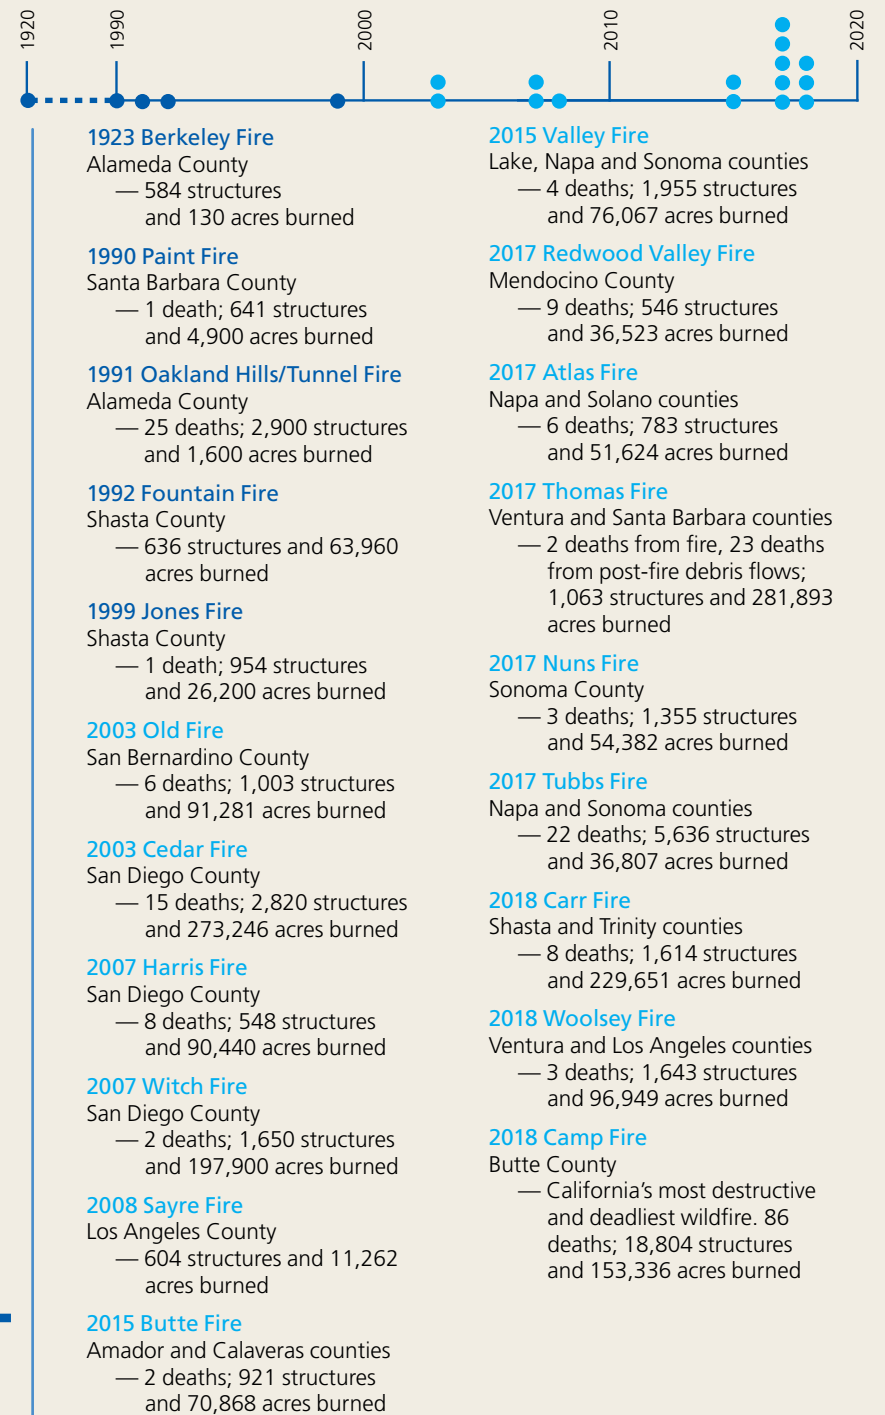 1920
1990
2000
2010
2020
1923 Berkeley Fire
Alameda County
— 584 structures
and 130 acres burned
1990 Paint Fire
Santa Barbara County
— 1 death; 641 structures
and 4,900 acres burned
1991 Oakland Hills/Tunnel Fire
Alameda County
— 25 deaths; 2,900 structures
and 1,600 acres burned
1992 Fountain Fire
Shasta County
— 636 structures and 63,960
acres burned
1999 Jones Fire
Shasta County
— 1 death; 954 structures
and 26,200 acres burned
2003 Old Fire
San Bernardino County
— 6 deaths; 1,003 structures
and 91,281 acres burned
2003 Cedar Fire
San Diego County
— 15 deaths; 2,820 structures
and 273,246 acres burned
2007 Harris Fire
San Diego County
— 8 deaths; 548 structures
and 90,440 acres burned
2007 Witch Fire
San Diego County
— 2 deaths; 1,650 structures
and 197,900 acres burned
2008 Sayre Fire
Los Angeles County
— 604 structures and 11,262
acres burned
2015 Butte Fire
Amador and Calaveras counties
— 2 deaths; 921 structures
and 70,868 acres burned
2015 Valley Fire
Lake, Napa and Sonoma counties
— 4 deaths; 1,955 structures
and 76,067 acres burned
2017 Redwood Valley Fire
Mendocino County
— 9 deaths; 546 structures
and 36,523 acres burned
2017 Atlas Fire
Napa and Solano counties
— 6 deaths; 783 structures
and 51,624 acres burned
2017 Thomas Fire
Ventura and Santa Barbara counties
— 2 deaths from fire, 23 deaths
from post-fire debris flows;
1,063 structures and 281,893
acres burned
2017 Nuns Fire
Sonoma County
— 3 deaths; 1,355 structures
and 54,382 acres burned
2017 Tubbs Fire
Napa and Sonoma counties
— 22 deaths; 5,636 structures
and 36,807 acres burned
2018 Carr Fire
Shasta and Trinity counties
— 8 deaths; 1,614 structures
and 229,651 acres burned
2018 Woolsey Fire
Ventura and Los Angeles counties
— 3 deaths; 1,643 structures
and 96,949 acres burned
2018 Camp Fire
Butte County
— California’s most destructive
and deadliest wildfire. 86
deaths; 18,804 structures
and 153,336 acres burned